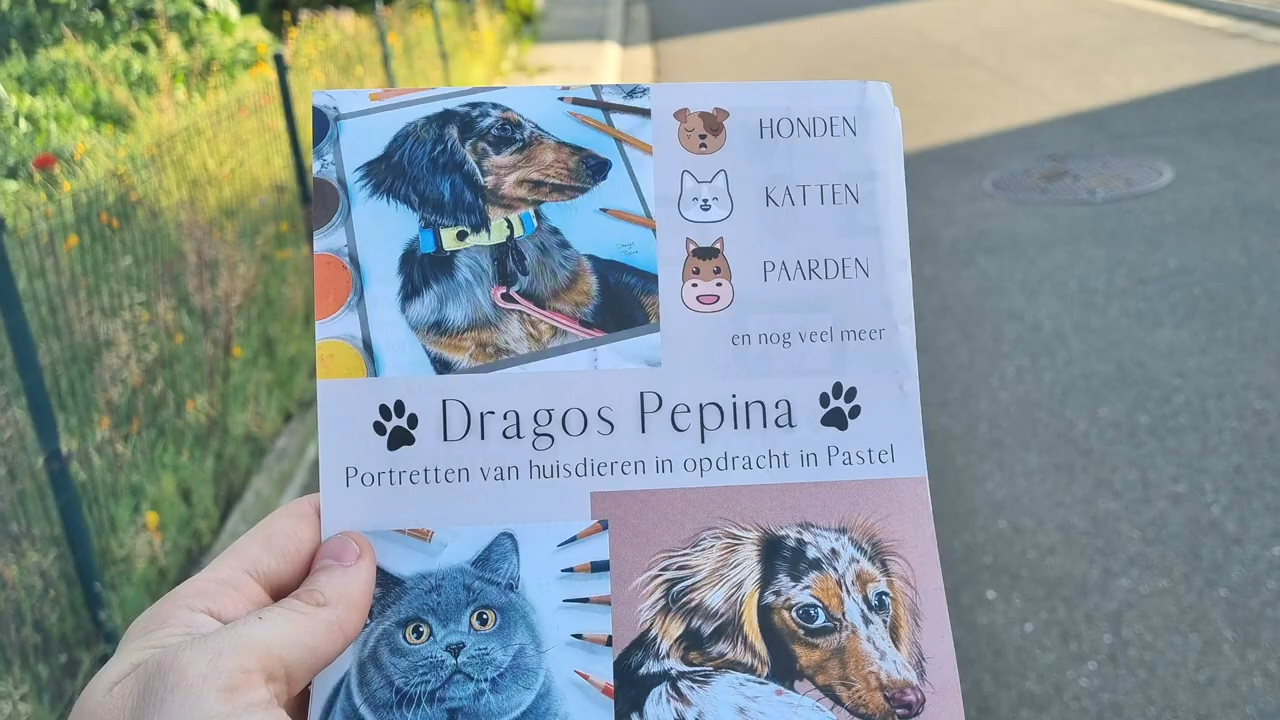 HONDEN
KATTEN
PAARDEN
en nog veel meer
Dragos Pepina
Portretten van huisdieren in opdracht in Pastel